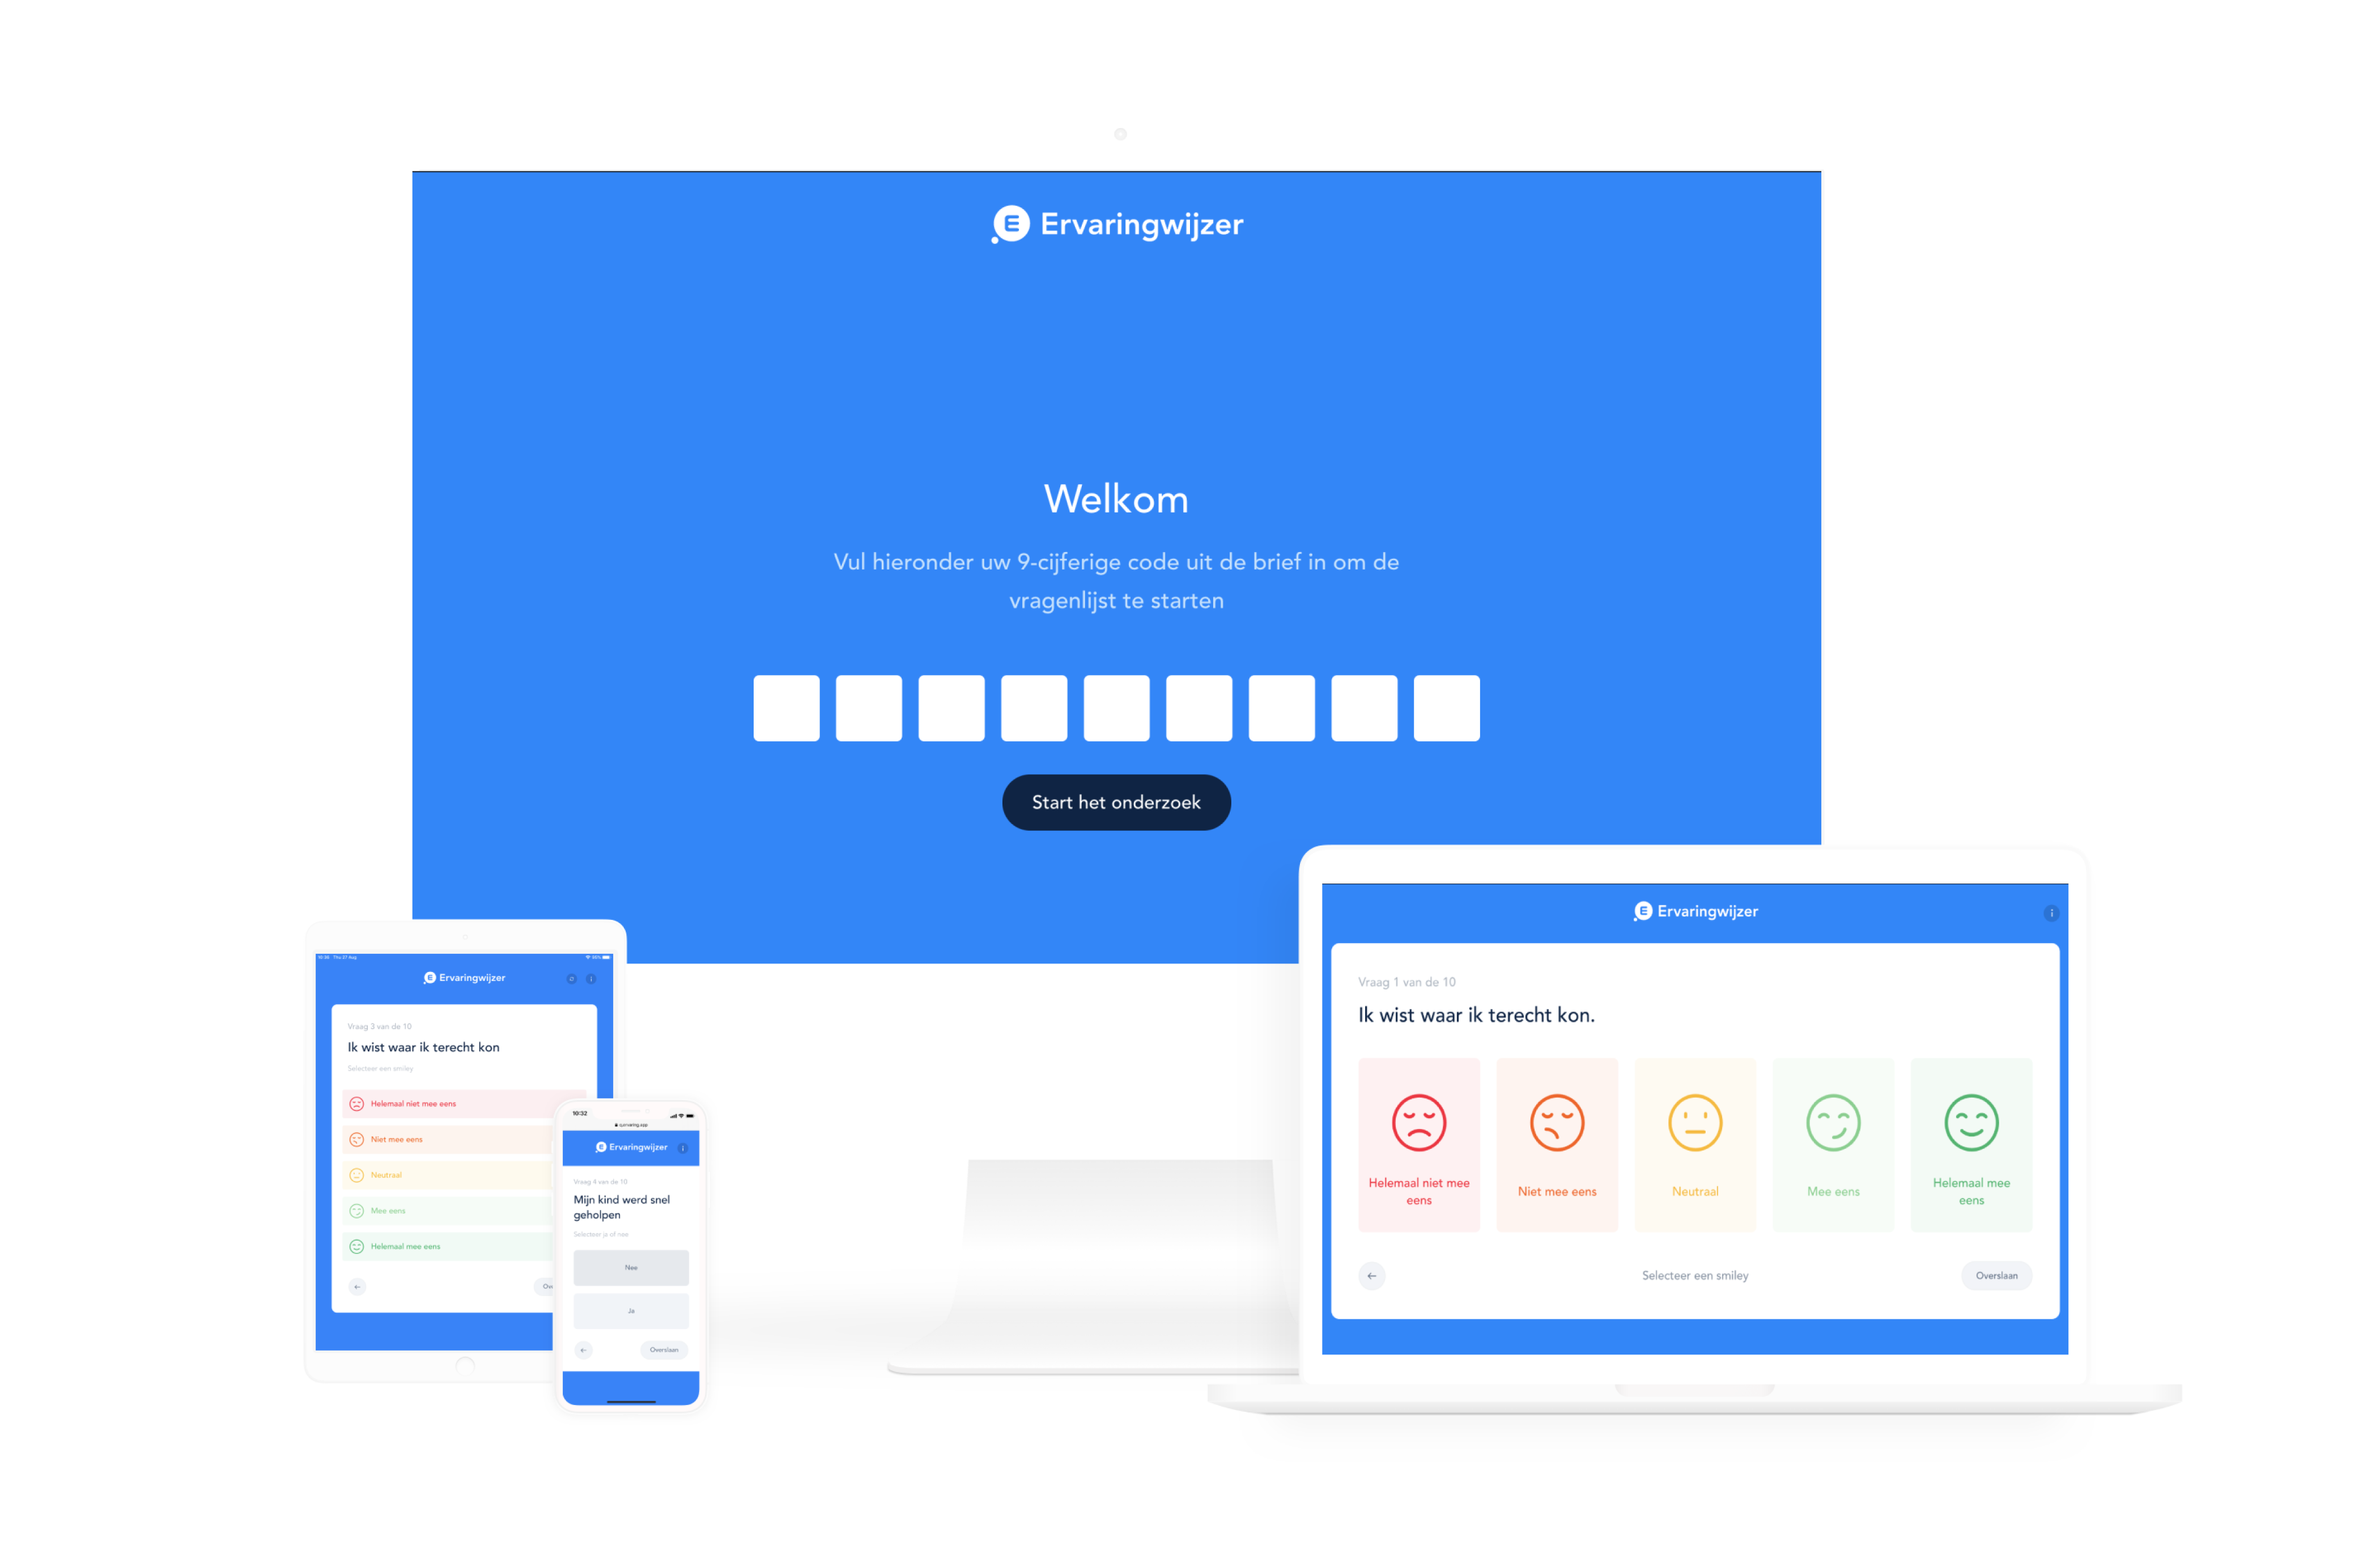 Ervaringwijzer
Welkom
Vul hieronder uw 9-cijferige code uit de brief in om de
vragenlijst te starten
Start het onderzoek
Ervaringwijzer
Vraag 1 van de 10
Ik wist waar ik terecht kon.
Helemaal niet mee
eens
Niet mee eens
Neutraal
Mee eens
Helemaal mee
eens
Selecteer een smiley
Overslaan
Ervaringwijzer
Vraag 3 van de 10
Ik wist waar ik terecht kon
Selecteer een smiley
Helemaal niet mee eens
Niet mee eens
Neutraal
Mee eens
Helemaal mee eens
10:32
Ervaringwijzer
Vraag 4 van de 10
Mijn kind werd snel
geholpen
Selecteer ja of nee
Nee
Ja
Overslaan